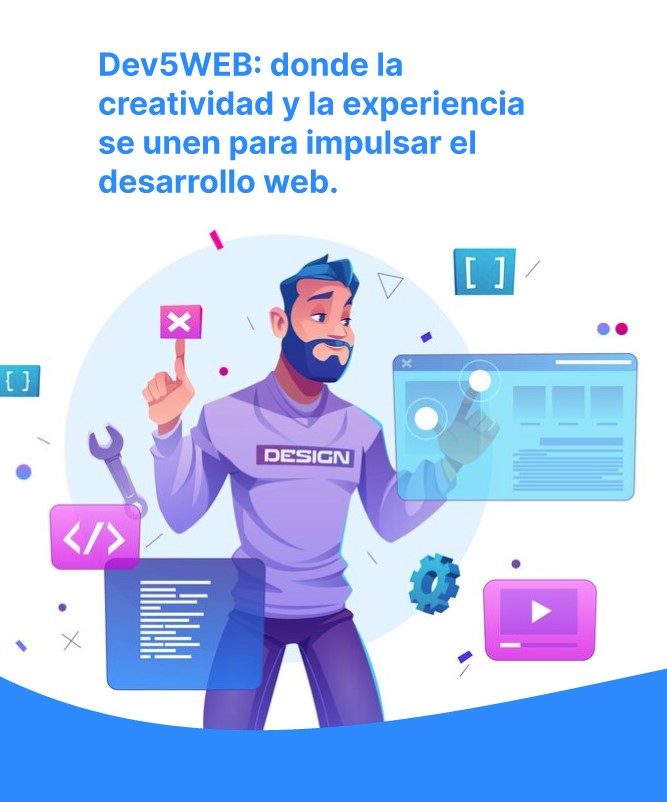 Dev5WEB: donde la
creatividad y la experiencia
se unen para impulsar el
desarrollo web.
[ ]
{ }
DESIGN
</>